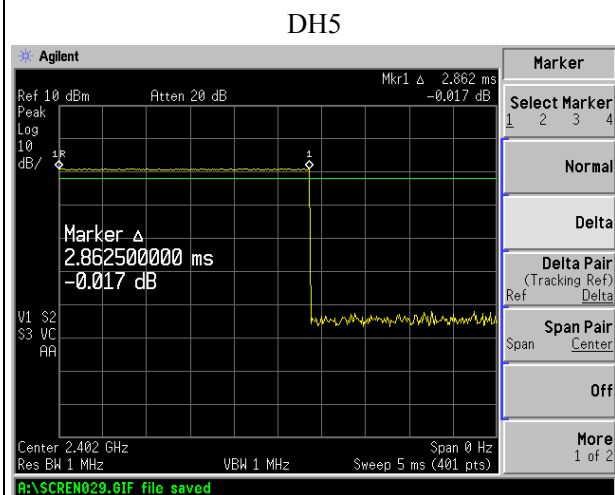 DH5
Agilent
Marker
Mkr1 Δ 2.862 ms
Ref 10 dBm Atten 20 dB -0.017 dB
Peak
Log
10
dB/
1R
1
Select Marker
1 2 3 4
Normal
Delta
Marker Δ
2.862500000 ms
-0.017 dB
Delta Pair
(Tracking Ref)
Ref Delta
V1 S2
S3 VC
AA
Span Pair
Span Center
Off
Center 2.402 GHz Span 0 Hz
Res BW 1 MHz VBW 1 MHz Sweep 5 ms (401 pts)
More
1 of 2
A:\SCREN029.GIF file saved